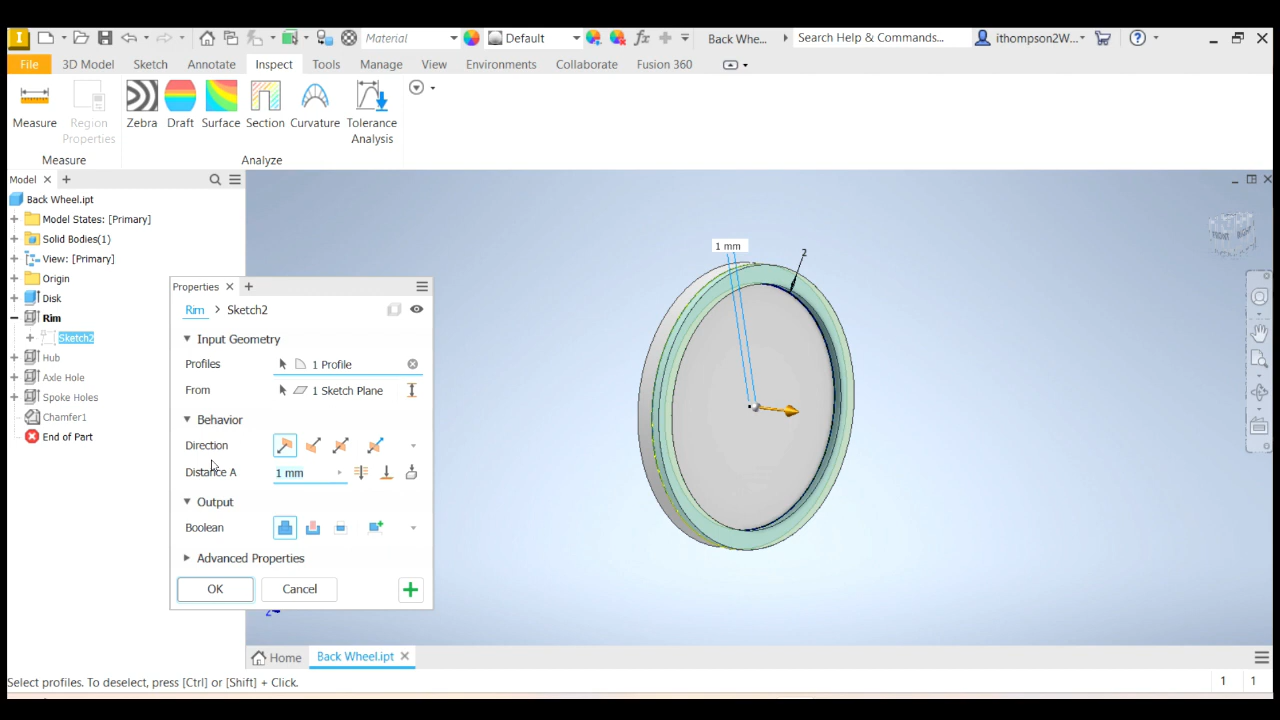 I Material Default fx Back Whe... Search Help & Commands... ithompson2W... ?
File 3D Model Sketch Annotate Inspect Tools Manage View Environments Collaborate Fusion 360
Measure Region Properties Zebra Draft Surface Section Curvature Tolerance Analysis
Measure Analyze
Model
Back Wheel.ipt
Model States: [Primary]
Solid Bodies(1)
View: [Primary]
Origin
Disk
Rim
Sketch2
Hub
Axle Hole
Spoke Holes
Chamfer1
End of Part
Properties
Rim > Sketch2
Input Geometry
Profiles 1 Profile
From 1 Sketch Plane
Behavior
Direction
Distance A 1 mm
Output
Boolean
Advanced Properties
OK Cancel
1 mm
2
FRONT RIGHT
Z
Home Back Wheel.ipt
Select profiles. To deselect, press [Ctrl] or [Shift] + Click. 1 1